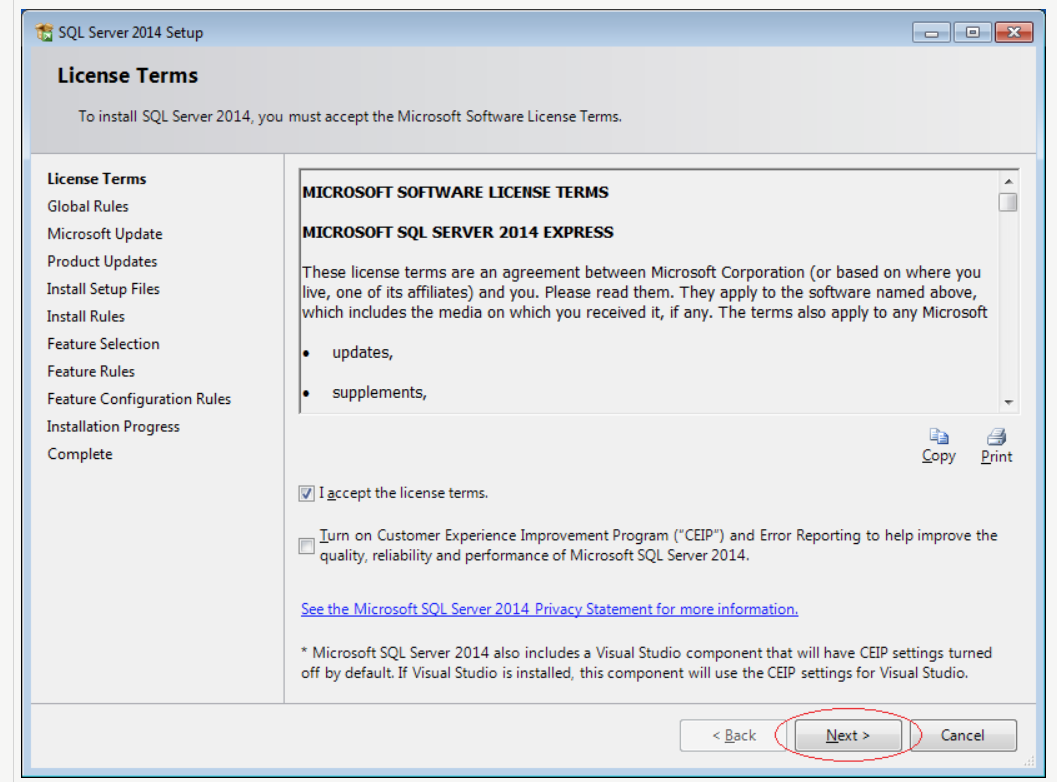 SQL Server 2014 Setup
License Terms
To install SQL Server 2014, you must accept the Microsoft Software License Terms.
License Terms
Global Rules
Microsoft Update
Product Updates
Install Setup Files
Install Rules
Feature Selection
Feature Rules
Feature Configuration Rules
Installation Progress
Complete
MICROSOFT SOFTWARE LICENSE TERMS
MICROSOFT SQL SERVER 2014 EXPRESS
These license terms are an agreement between Microsoft Corporation (or based on where you
live, one of its affiliates) and you. Please read them. They apply to the software named above,
which includes the media on which you received it, if any. The terms also apply to any Microsoft
• updates,
• supplements,
Copy Print
I accept the license terms.
Turn on Customer Experience Improvement Program ("CEIP") and Error Reporting to help improve the
quality, reliability and performance of Microsoft SQL Server 2014.
See the Microsoft SQL Server 2014 Privacy Statement for more information.
* Microsoft SQL Server 2014 also includes a Visual Studio component that will have CEIP settings turned
off by default. If Visual Studio is installed, this component will use the CEIP settings for Visual Studio.
< Back Next > Cancel